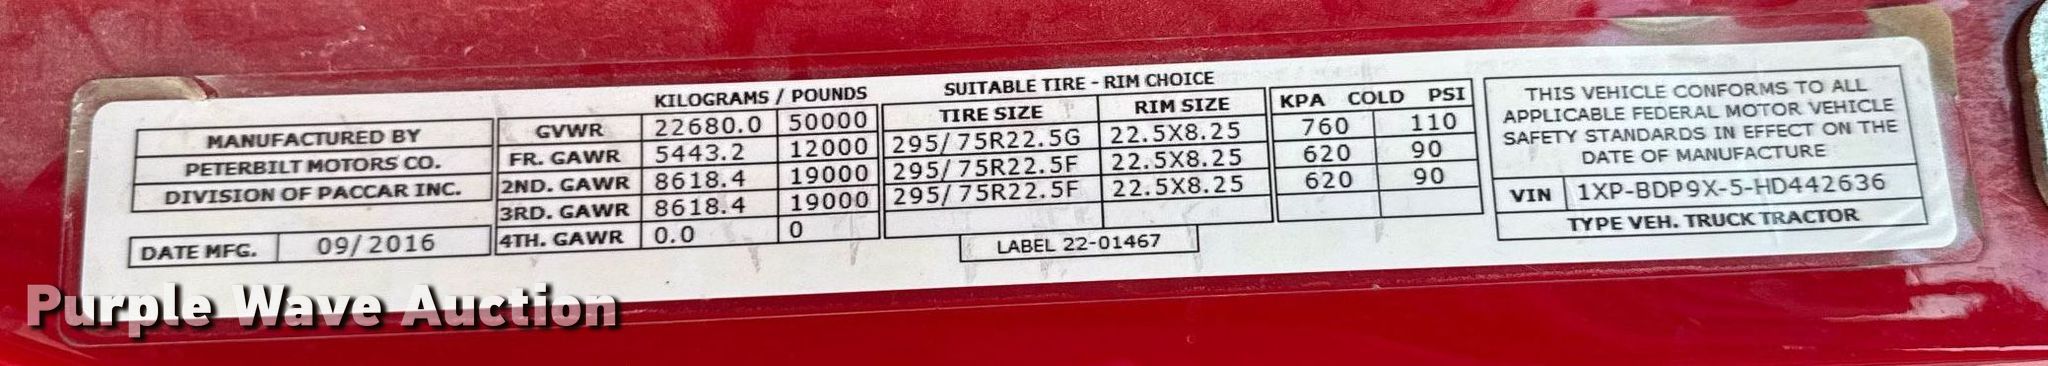 MANUFACTURED BY
PETERBILT MOTORS CO.
DIVISION OF PACCAR INC.
DATE MFG. 09/2016
KILOGRAMS / POUNDS
GVWR 22680.0 50000
FR. GAWR 5443.2 12000
2ND. GAWR 8618.4 19000
3RD. GAWR 8618.4 19000
4TH. GAWR 0.0 0
SUITABLE TIRE - RIM CHOICE
TIRE SIZE RIM SIZE KPA COLD PSI
295/75R22.5G 22.5X8.25 760 110
295/75R22.5F 22.5X8.25 620 90
295/75R22.5F 22.5X8.25 620 90
LABEL 22-01467
THIS VEHICLE CONFORMS TO ALL
APPLICABLE FEDERAL MOTOR VEHICLE
SAFETY STANDARDS IN EFFECT ON THE
DATE OF MANUFACTURE
VIN 1XP-BDP9X-5-HD442636
TYPE VEH. TRUCK TRACTOR
Purple Wave Auction